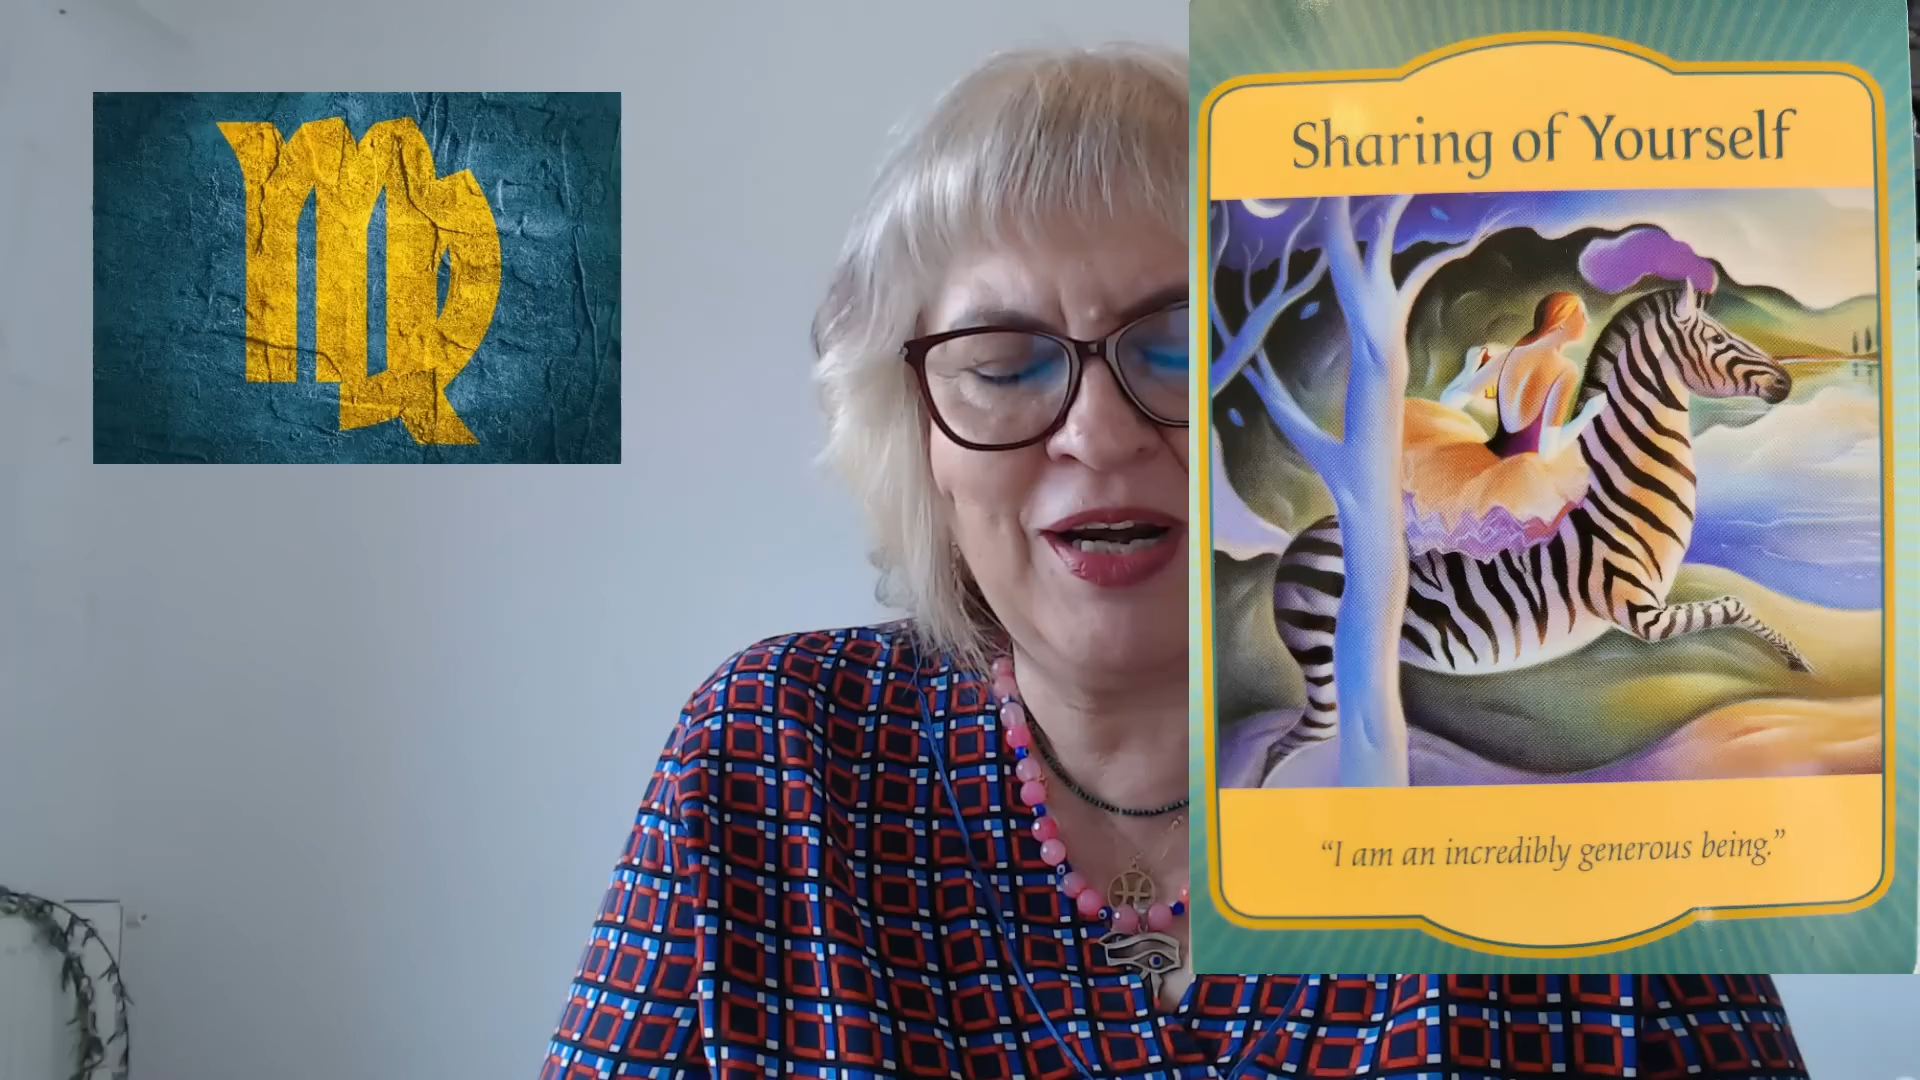 Sharing of Yourself
“I am an incredibly generous being.”